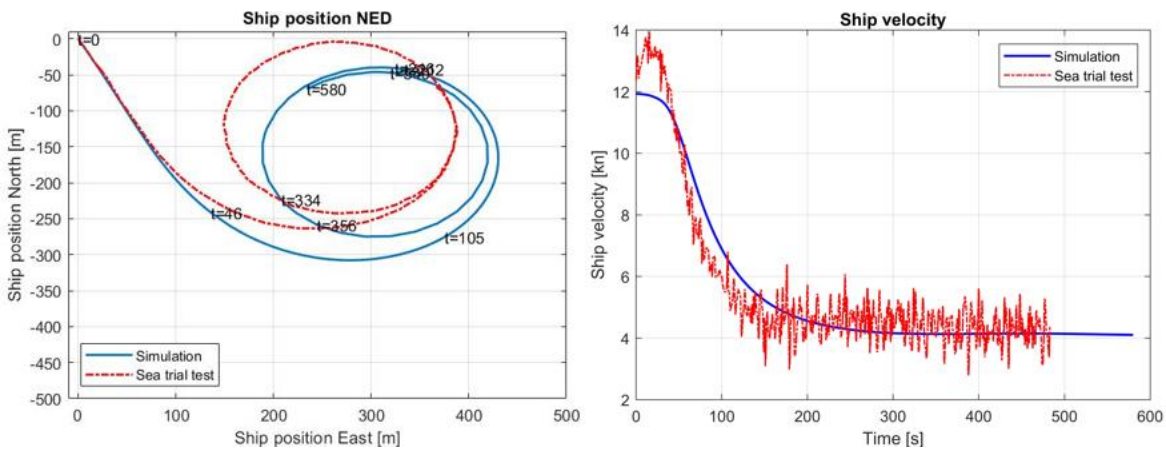 Ship position NED
t=0
t=580
t=334
t=46
t=356
t=105
Simulation
Sea trial test
0
-50
-100
-150
-200
-250
-300
-350
-400
-450
-500
0 100 200 300 400 500
Ship position North [m]
Ship position East [m]
Ship velocity
Simulation
Sea trial test
14
12
10
8
6
4
2
0 100 200 300 400 500 600
Ship velocity [kn]
Time [s]